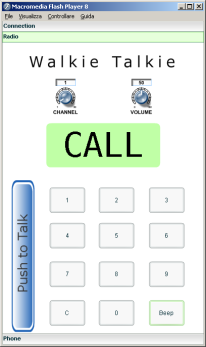 Macromedia Flash Player 8
File Visualizza Controllare Guida
Connection
Radio
Walkie Talkie
1 50
CHANNEL VOLUME
CALL
Push to Talk
1 2 3
4 5 6
7 8 9
C 0 Beep
Phone